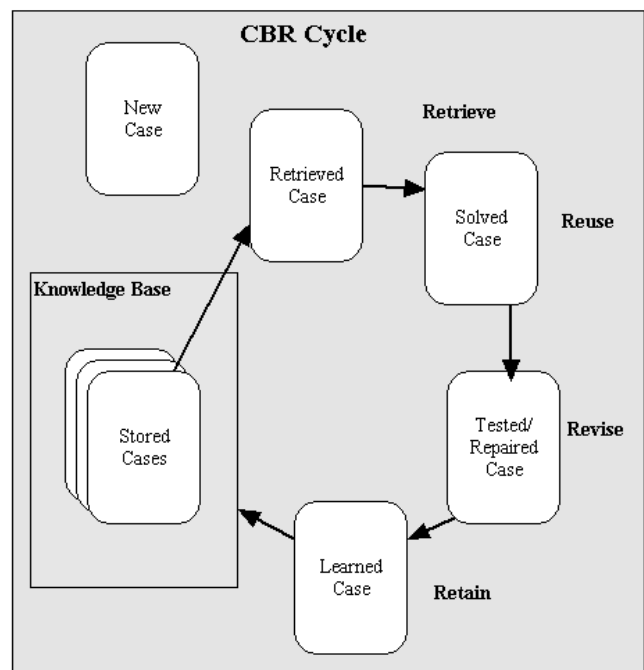 CBR Cycle
New
Case
Retrieve
Retrieved
Case
Solved
Case
Reuse
Knowledge Base
Stored
Cases
Tested/
Repaired
Case
Revise
Learned
Case
Retain